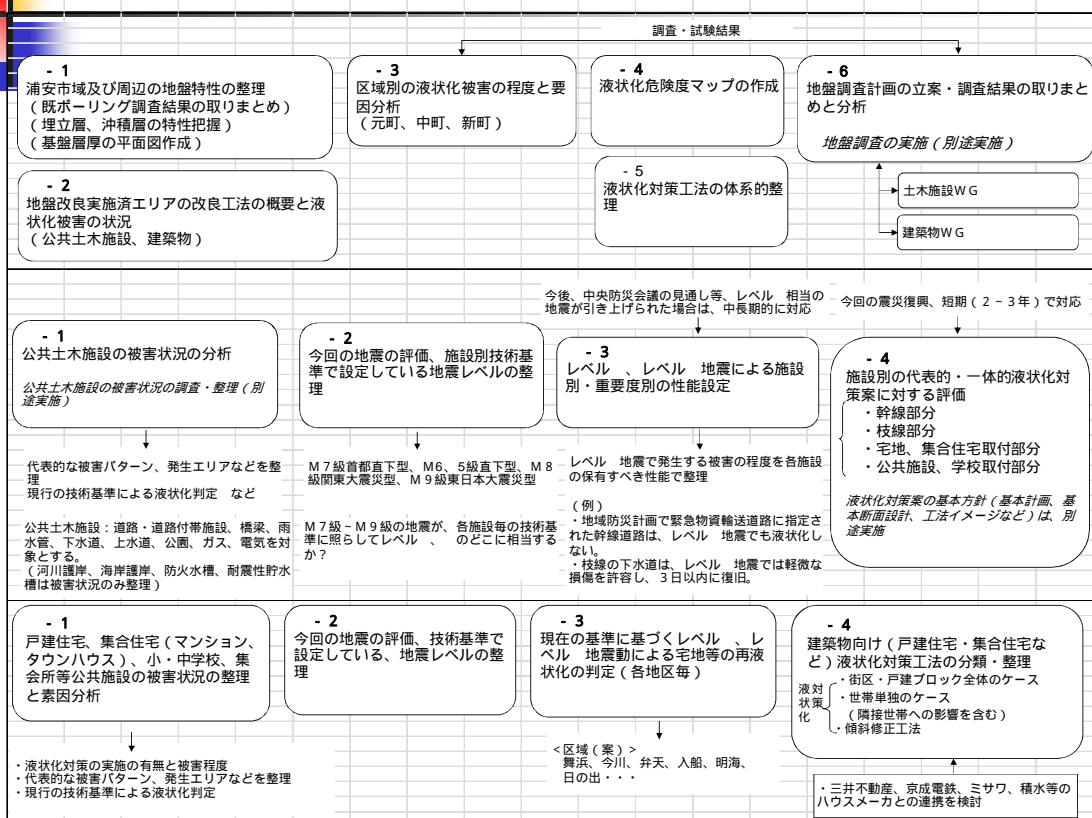 調査・試験結果
- 1
浦安市域及び周辺の地盤特性の整理
(既ボーリング調査結果の取りまとめ)
(埋立層、沖積層の特性把握)
(基盤層厚の平面図作成)
- 2
地盤改良実施済エリアの改良工法の概要と液
状化被害の状況
(公共土木施設、建築物)
- 3
区域別の液状化被害の程度と要
因分析
(元町、中町、新町)
- 4
液状化危険度マップの作成
- 5
液状化対策工法の体系的整
理
- 6
地盤調査計画の立案・調査結果の取りまと
めと分析
地盤調査の実施(別途実施)
土木施設WG
建築物WG
- 1
公共土木施設の被害状況の分析
公共土木施設の被害状況の調査・整理(別
途実施)
代表的な被害パターン、発生エリアなどを整
理
現行の技術基準による液状化判定 など
公共土木施設:道路・道路付帯施設、橋梁、雨
水管、下水道、上水道、公園、ガス、電気を対
象とする。
(河川護岸、海岸護岸、防火水槽、耐震性貯水
槽は被害状況のみ整理)
- 2
今回の地震の評価、施設別技術基
準で設定している地震レベルの整
理
M7級首都直下型、M6、5級直下型、M8
級関東大震災型、M9級東日本大震災型
M7級~M9級の地震が、各施設毎の技術基
準に照らしてレベル 、 のどこに相当する
か?
今後、中央防災会議の見通し等、レベル 相当の
地震が引き上げられた場合は、中長期的に対応
- 3
レベル 、レベル 地震による施設
別・重要度別の性能設定
レベル 地震で発生する被害の程度を各施設
の保有すべき性能で整理
(例)
・地域防災計画で緊急物資輸送道路に指定さ
れた幹線道路は、レベル 地震でも液状化し
ない。
・枝線の下水道は、レベル 地震では軽微な
損傷を許容し、3日以内に復旧。
今回の震災復興、短期(2~3年)で対応
- 4
施設別の代表的・一体的液状化対
策案に対する評価
・幹線部分
・枝線部分
・宅地、集合住宅取付部分
・公共施設、学校取付部分
液状化対策案の基本方針(基本計画、基
本断面設計、工法イメージなど)は、別
途実施
- 1
戸建住宅、集合住宅(マンション、
タウンハウス)、小・中学校、集
会所等公共施設の被害状況の整理
と素因分析
・液状化対策の実施の有無と被害程度
・代表的な被害パターン、発生エリアなどを整理
・現行の技術基準による液状化判定
- 2
今回の地震の評価、技術基準で
設定している、地震レベルの整
理
- 3
現在の基準に基づくレベル 、レ
ベル 地震動による宅地等の再液
状化の判定(各地区毎)
<区域(案)>
舞浜、今川、弁天、入船、明海、
日の出・・・
- 4
建築物向け(戸建住宅・集合住宅な
ど)液状化対策工法の分類・整理
液状化対策
・街区・戸建ブロック全体のケース
・世帯単独のケース
(隣接世帯への影響を含む)
・傾斜修正工法
・三井不動産、京成電鉄、ミサワ、積水等の
ハウスメーカとの連携を検討